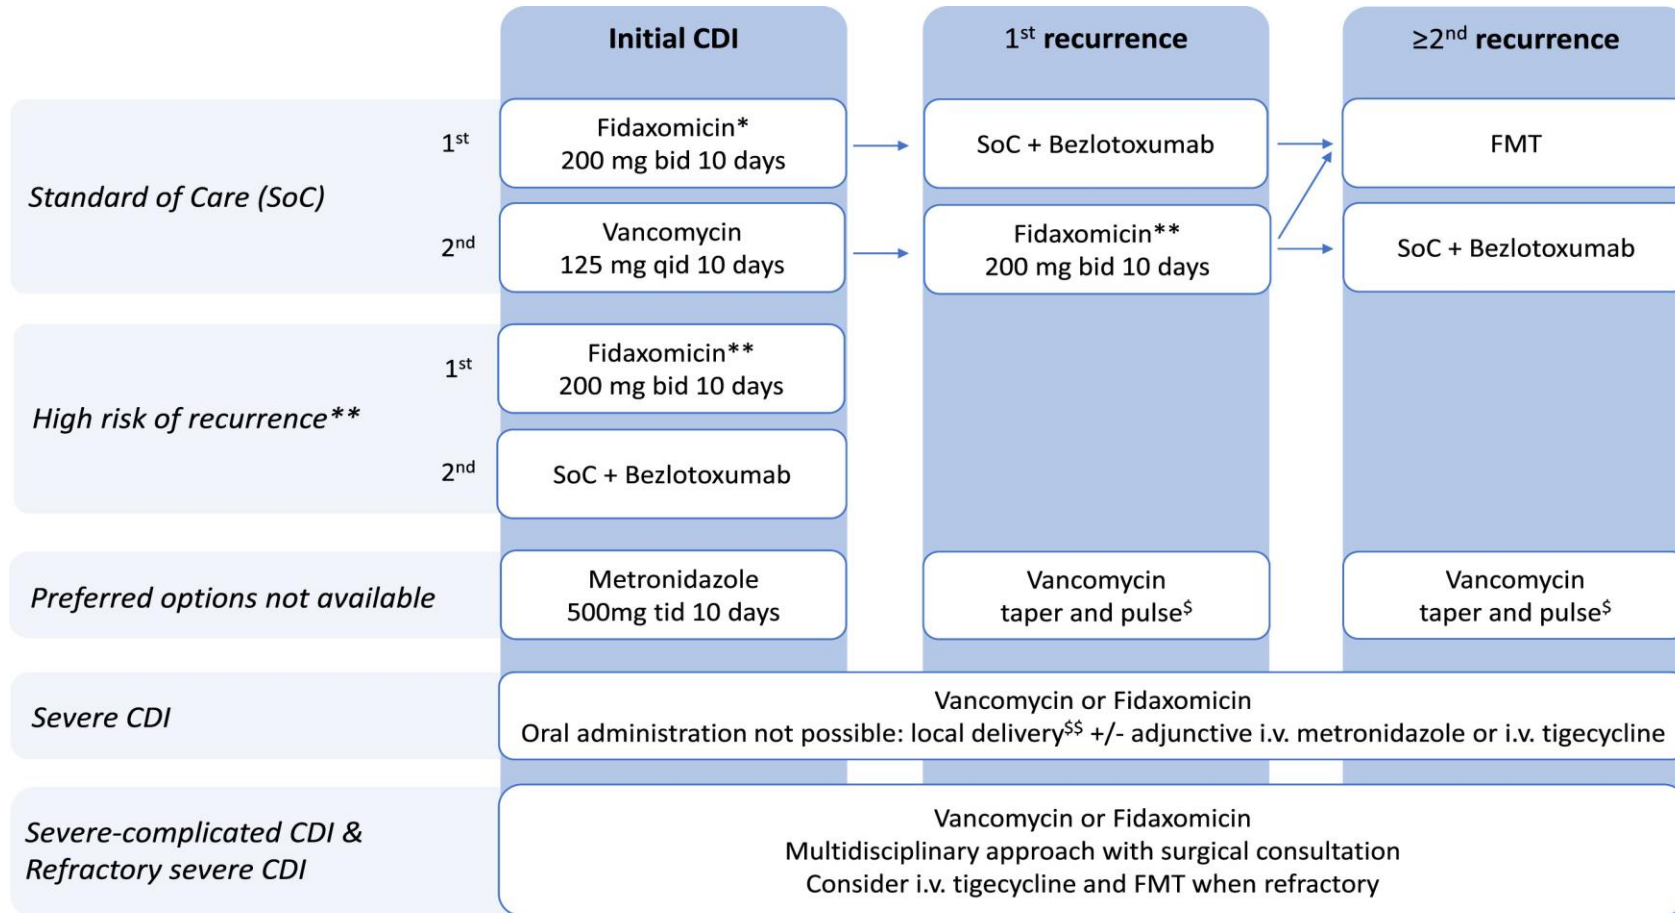 Initial CDI
1st recurrence
≥2nd recurrence
Standard of Care (SoC)
1st
Fidaxomicin*
200 mg bid 10 days
SoC + Bezlotoxumab
FMT
2nd
Vancomycin
125 mg qid 10 days
Fidaxomicin**
200 mg bid 10 days
SoC + Bezlotoxumab
High risk of recurrence**
1st
Fidaxomicin**
200 mg bid 10 days
2nd
SoC + Bezlotoxumab
Preferred options not available
Metronidazole
500mg tid 10 days
Vancomycin
taper and pulse$
Vancomycin
taper and pulse$
Severe CDI
Vancomycin or Fidaxomicin
Oral administration not possible: local delivery$$ +/- adjunctive i.v. metronidazole or i.v. tigecycline
Severe-complicated CDI &
Refractory severe CDI
Vancomycin or Fidaxomicin
Multidisciplinary approach with surgical consultation
Consider i.v. tigecycline and FMT when refractory